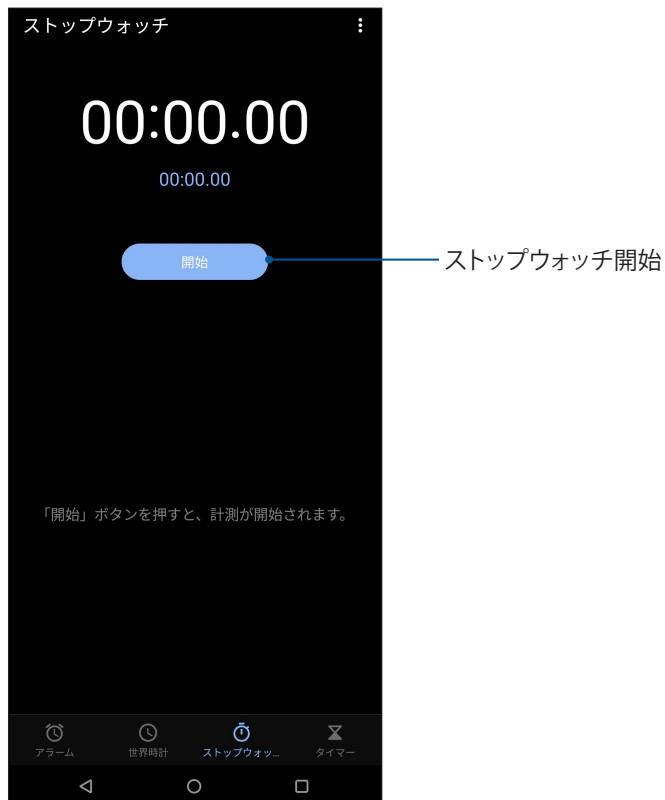 ストップウォッチ
00:00.00
00:00.00
開始
ストップウォッチ開始
「開始」ボタンを押すと、計測が開始されます。
アラーム
世界時計
ストップウォッ…
タイマー